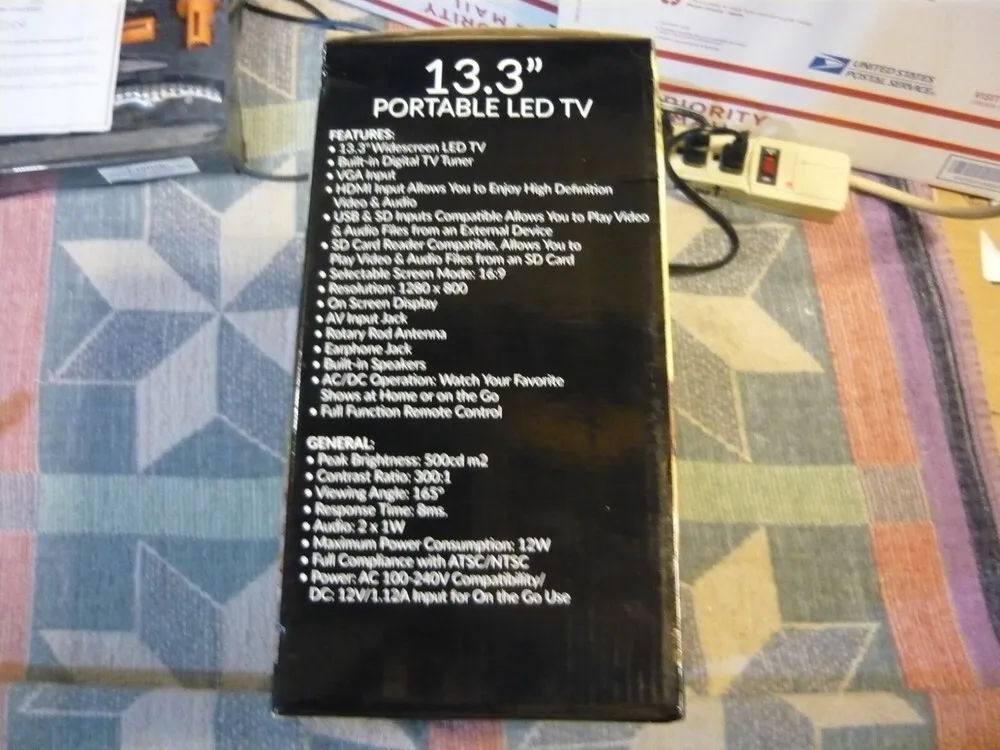 13.3"
PORTABLE LED TV
FEATURES:
• 13.3" Widescreen LED TV
• Built-in Digital TV Tuner
• VGA Input
• HDMI Input Allows You to Enjoy High Definition
Video & Audio
• USB & SD Inputs Compatible Allows You to Play Video
& Audio Files from an External Device
• SD Card Reader Compatible, Allows You to
Play Video & Audio Files from an SD Card
• Selectable Screen Mode: 16:9
• Resolution: 1280 x 800
• On Screen Display
• AV Input Jack
• Rotary Rod Antenna
• Earphone Jack
• Built-in Speakers
• AC/DC Operation: Watch Your Favorite
Shows at Home or on the Go
• Full Function Remote Control
GENERAL:
• Peak Brightness: 500cd m2
• Contrast Ratio: 300:1
• Viewing Angle: 165°
• Response Time: 8ms.
• Audio: 2 x 1W
• Maximum Power Consumption: 12W
• Full Compliance with ATSC/NTSC
• Power: AC 100-240V Compatibility/
DC: 12V/1.12A Input for On the Go Use
UNITED STATES
POSTAL SERVICE
PRIORITY
MAIL